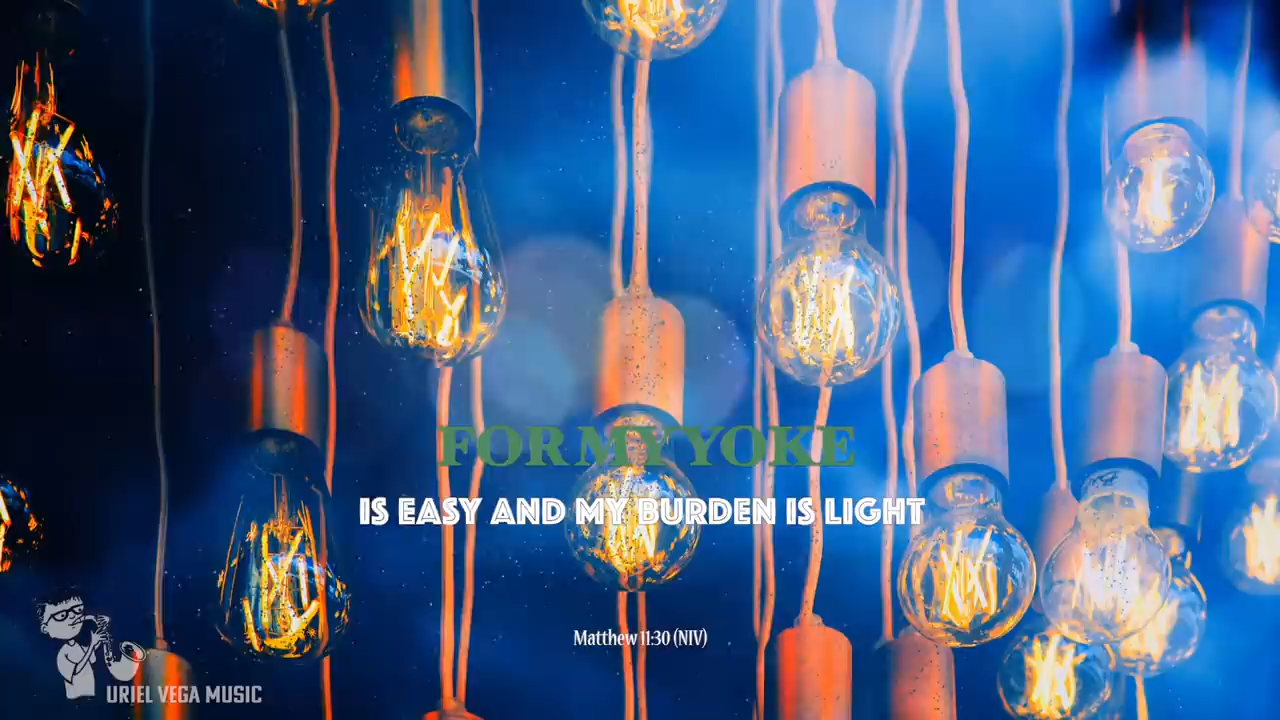 FOR MY YOKE
IS EASY AND MY BURDEN IS LIGHT
Matthew 11:30 (NIV)
URIEL VEGA MUSIC